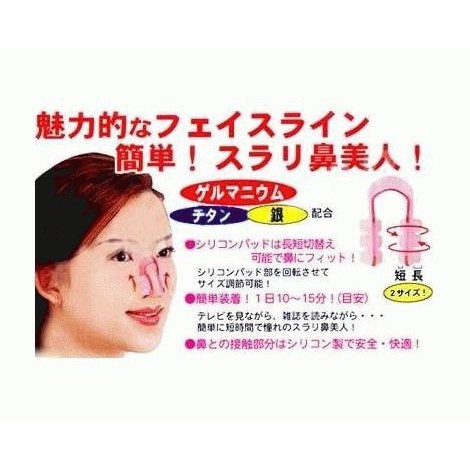 魅力的なフェイスライン
簡単！スラリ鼻美人！
ゲルマニウム
チタン 銀 配合
●シリコンパッドは長短切替え
可能で鼻にフィット！
シリコンパッド部を回転させて
サイズ調節可能！
短 長
2サイズ！
●簡単装着！1日10〜15分！(目安)
テレビを見ながら、雑誌を読みながら・・・
簡単に短時間で憧れのスラリ鼻美人！
●鼻との接触部分はシリコン製で安全・快適！